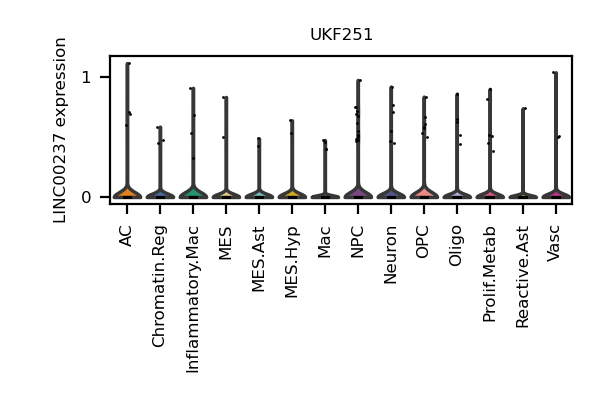 UKF251
LINC00237 expression
1
0
AC
Chromatin.Reg
Inflammatory.Mac
MES
MES.Ast
MES.Hyp
Mac
NPC
Neuron
OPC
Oligo
Prolif.Metab
Reactive.Ast
Vasc